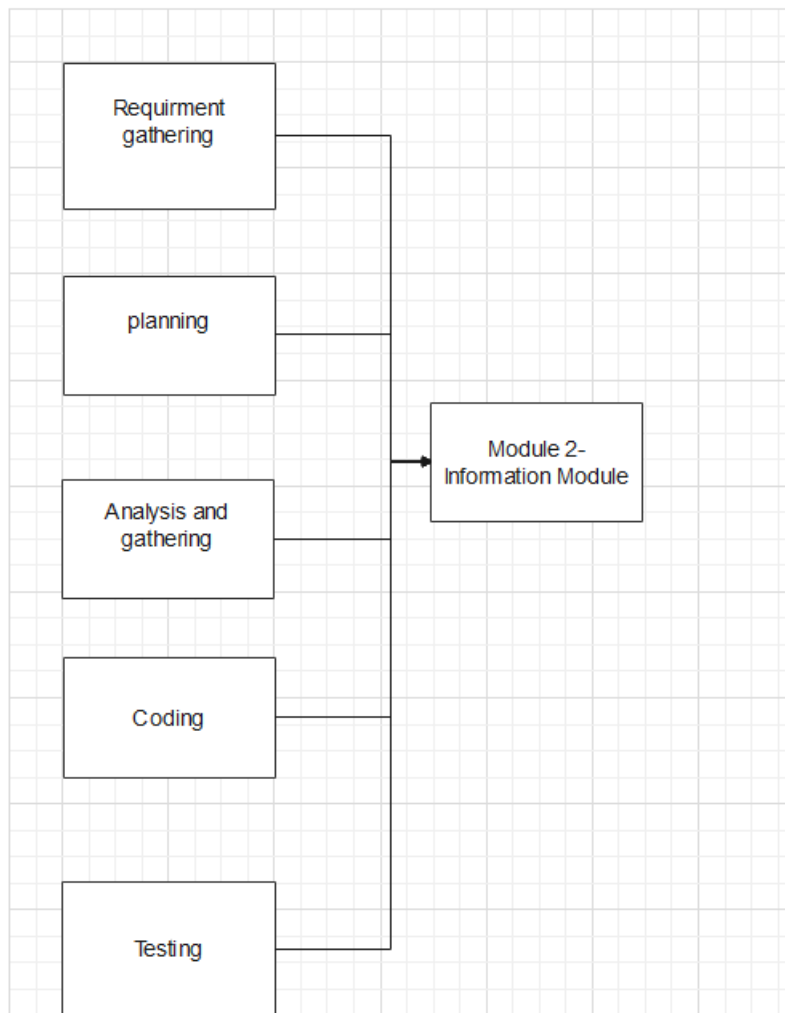 Requirment
gathering
planning
Module 2-
Information Module
Analysis and
gathering
Coding
Testing